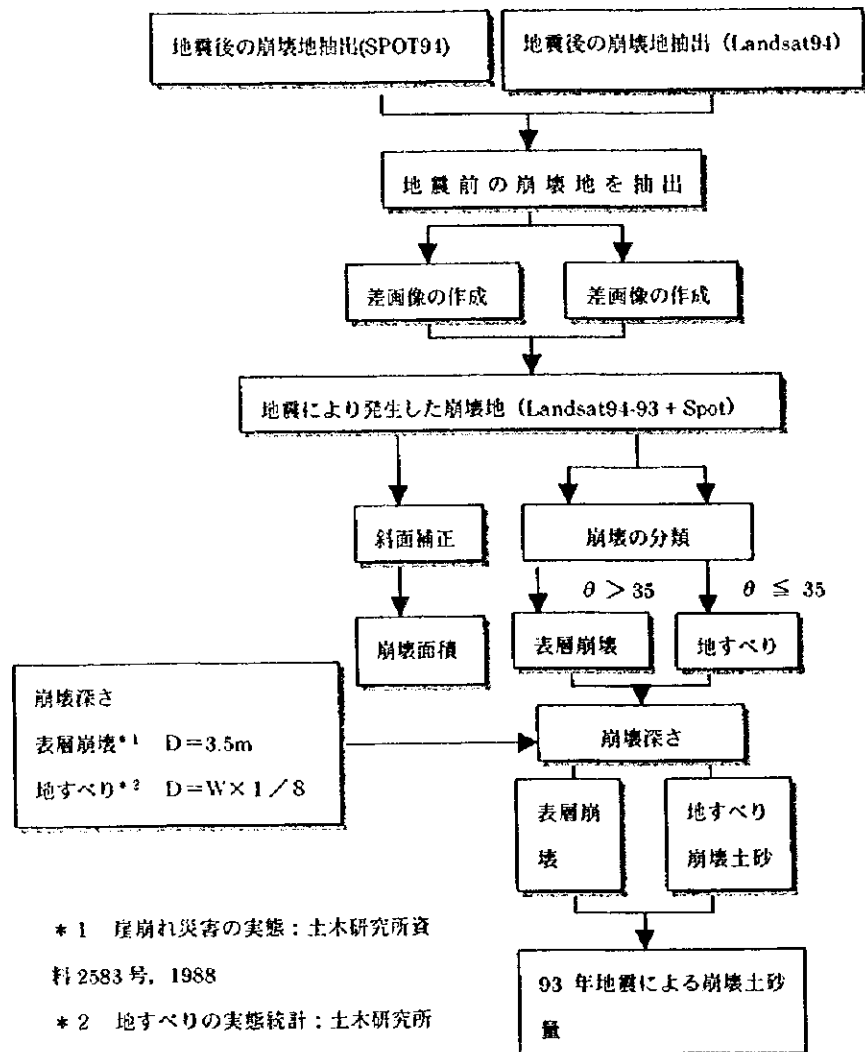 地震後の崩壊地抽出(SPOT94)
地震後の崩壊地抽出（Landsat94）
地震前の崩壊地を抽出
差画像の作成
差画像の作成
地震により発生した崩壊地（Landsat94-93 + Spot）
斜面補正
崩壊の分類
θ > 35
θ ≦ 35
崩壊面積
表層崩壊
地すべり
崩壊深さ
表層崩壊*1 D＝3.5m
地すべり*2 D＝W×1／8
崩壊深さ
表層崩
壊
地すべり
崩壊土砂
＊1 崖崩れ災害の実態：土木研究所資
料2583号，1988
＊2 地すべりの実態統計：土木研究所
93 年地震による崩壊土砂
量